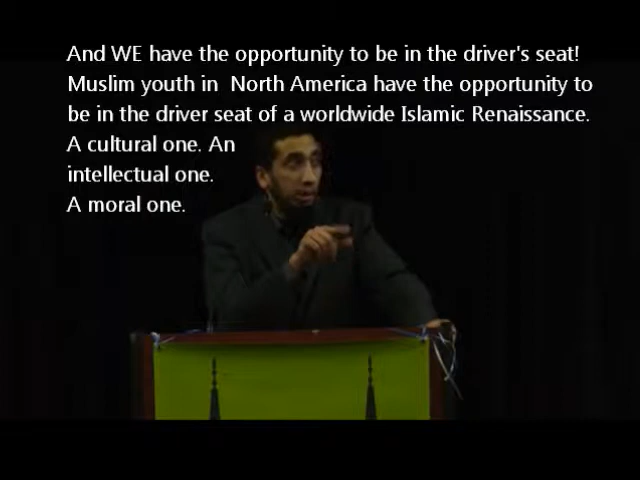 And WE have the opportunity to be in the driver's seat!
Muslim youth in  North America have the opportunity to
be in the driver seat of a worldwide Islamic Renaissance.
A cultural one. An
intellectual one.
A moral one.